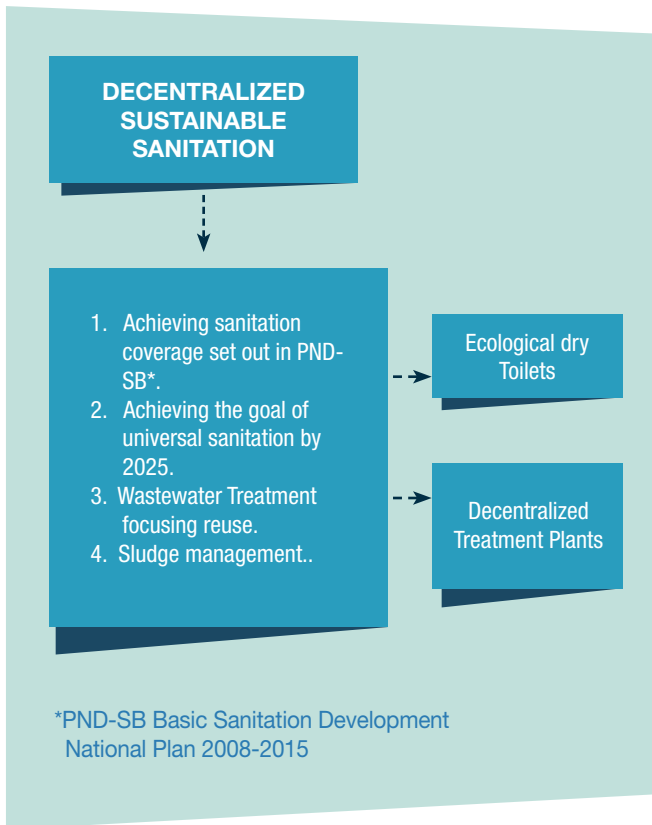 DECENTRALIZED
SUSTAINABLE
SANITATION
1. Achieving sanitation
coverage set out in PND-
SB*.
2. Achieving the goal of
universal sanitation by
2025.
3. Wastewater Treatment
focusing reuse.
4. Sludge management..
Ecological dry
Toilets
Decentralized
Treatment Plants
*PND-SB Basic Sanitation Development
National Plan 2008-2015